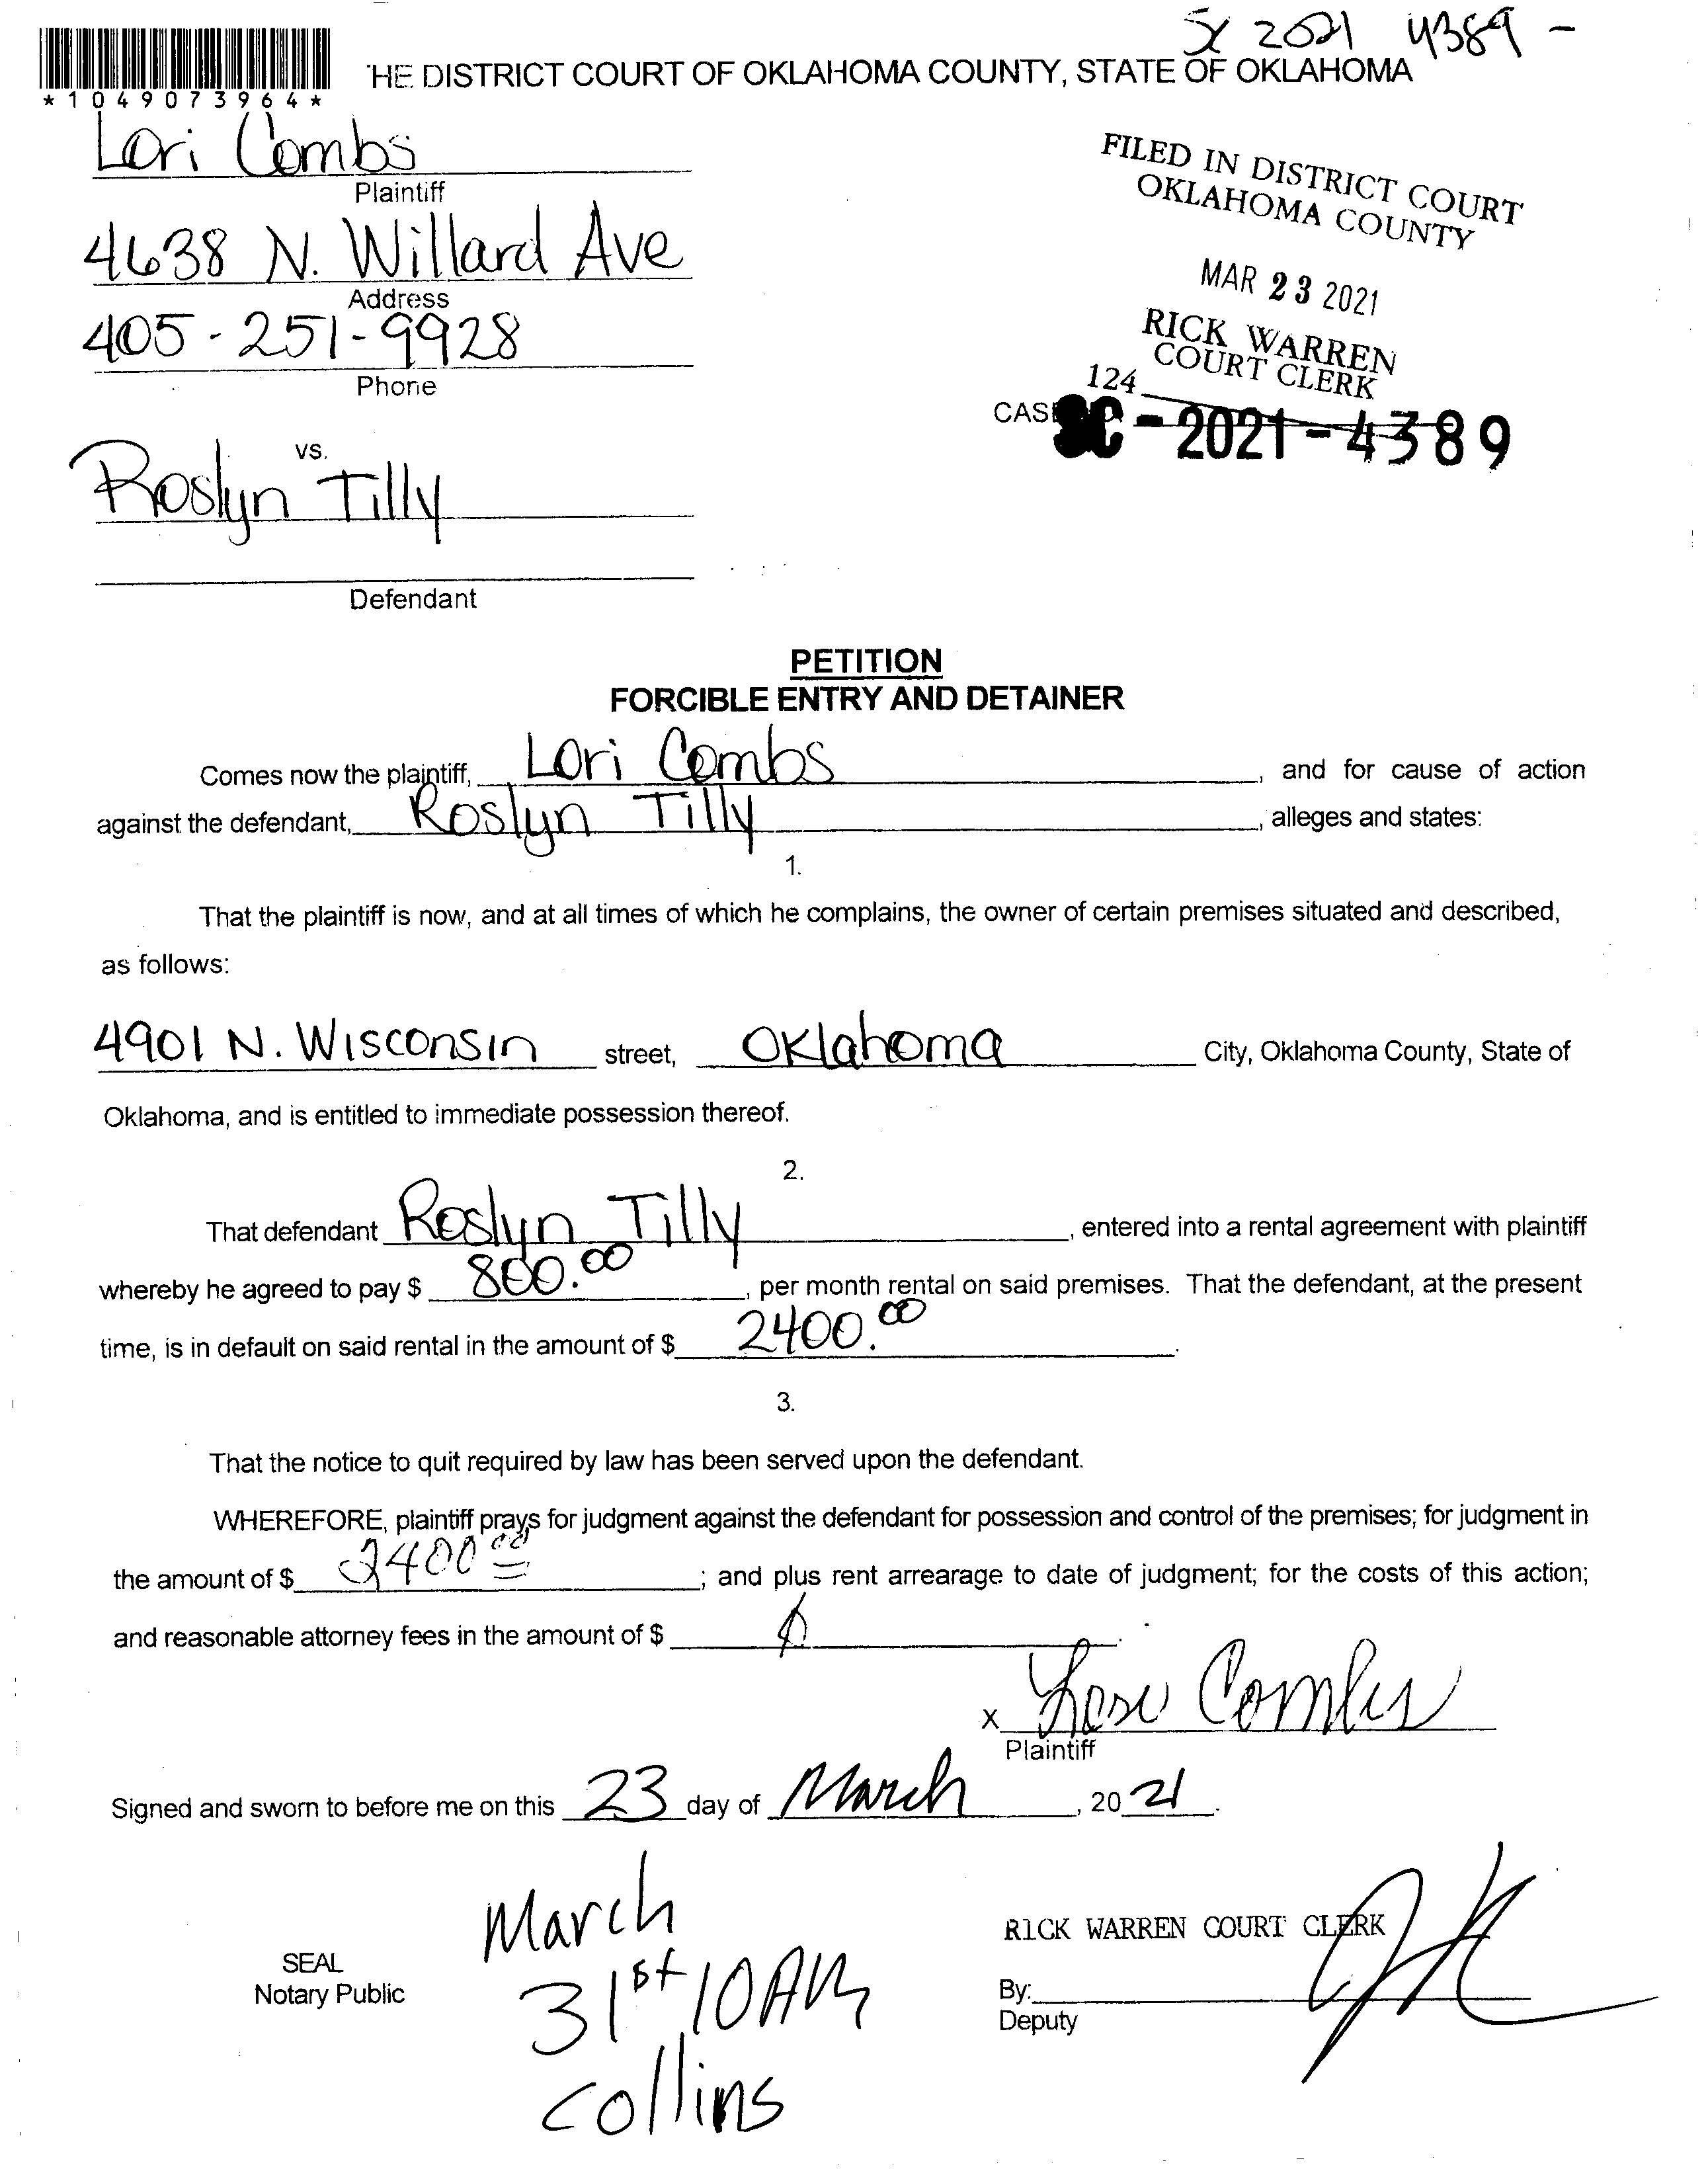 SC 2021 4389 -
*1049073964*
HE DISTRICT COURT OF OKLAHOMA COUNTY, STATE OF OKLAHOMA
Lori Combs
Plaintiff
4638 N. Willard Ave
Address
405-251-9928
Phone
FILED IN DISTRICT COURT
OKLAHOMA COUNTY
MAR 23 2021
RICK WARREN
COURT CLERK
124
CAS SC-2021-4389
vs.
Roslyn Tilly
Defendant
PETITION
FORCIBLE ENTRY AND DETAINER
Comes now the plaintiff, Lori Combs, and for cause of action
against the defendant, Roslyn Tilly, alleges and states:
1.
That the plaintiff is now, and at all times of which he complains, the owner of certain premises situated and described,
as follows:
4901 N. Wisconsin street, Oklahoma City, Oklahoma County, State of
Oklahoma, and is entitled to immediate possession thereof.
2.
That defendant Roslyn Tilly, entered into a rental agreement with plaintiff
whereby he agreed to pay $ 800.00, per month rental on said premises. That the defendant, at the present
time, is in default on said rental in the amount of $ 2400.00.
3.
That the notice to quit required by law has been served upon the defendant.
WHEREFORE, plaintiff prays for judgment against the defendant for possession and control of the premises; for judgment in
the amount of $ 2400 00; and plus rent arrearage to date of judgment; for the costs of this action;
and reasonable attorney fees in the amount of $ .
x Lori Combs
Plaintiff
Signed and sworn to before me on this 23 day of March, 20 21.
March
31st 10AM
Collins
SEAL
Notary Public
RICK WARREN COURT CLERK
By:
Deputy